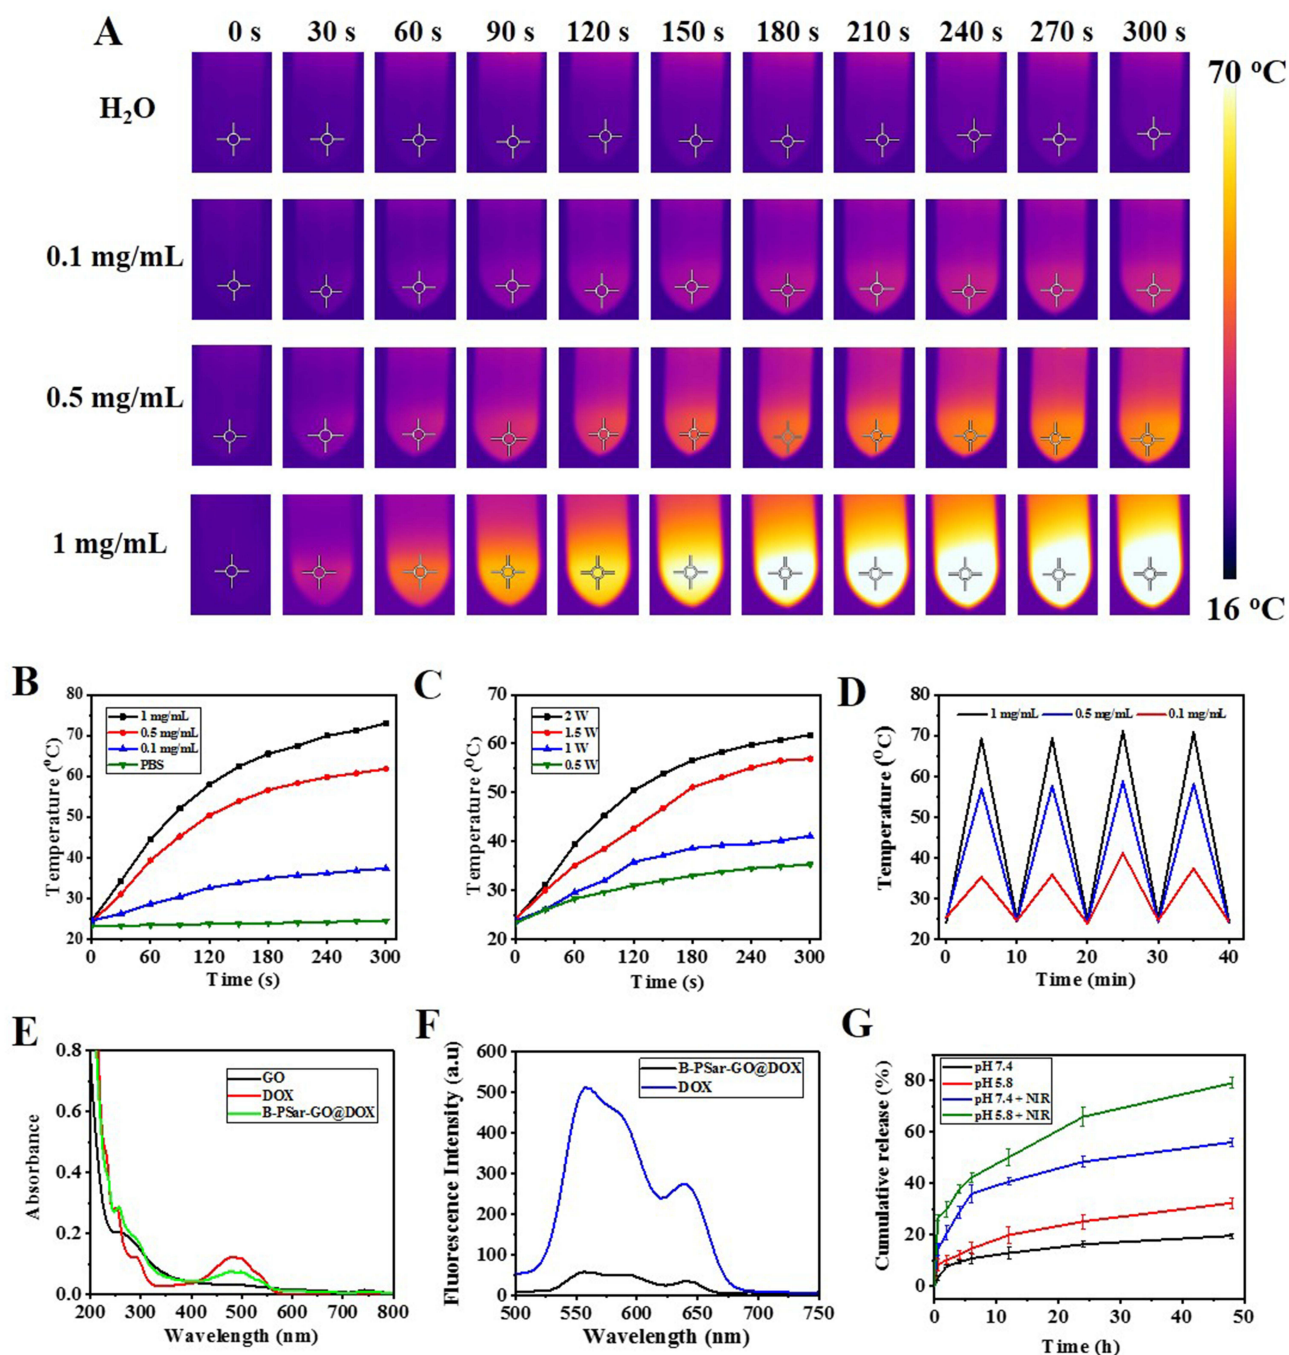 A
0 s 30 s 60 s 90 s 120 s 150 s 180 s 210 s 240 s 270 s 300 s
H₂O
70 ºC
0.1 mg/mL
0.5 mg/mL
1 mg/mL
16 ºC
B
80
70
60
50
40
30
20
0 60 120 180 240 300
Temperature (⁰C)
Time (s)
1 mg/mL
0.5 mg/mL
0.1 mg/mL
PBS
C
70
60
50
40
30
20
0 60 120 180 240 300
Temperature (ᴼC)
Time (s)
2 W
1.5 W
1 W
0.5 W
D
80
70
60
50
40
30
20
0 10 20 30 40
Temperature (ᴼC)
Time (min)
1 mg/mL 0.5 mg/mL 0.1 mg/mL
E
0.8
0.6
0.4
0.2
0.0
200 300 400 500 600 700 800
Absorbance
Wavelength (nm)
GO
DOX
B-PSar-GO@DOX
F
600
500
400
300
200
100
0
500 550 600 650 700 750
Fluorescence Intensity (a.u)
Wavelength (nm)
B-PSar-GO@DOX
DOX
G
80
60
40
20
0
0 10 20 30 40 50
Cumulative release (%)
Time (h)
pH 7.4
pH 5.8
pH 7.4 + NIR
pH 5.8 + NIR